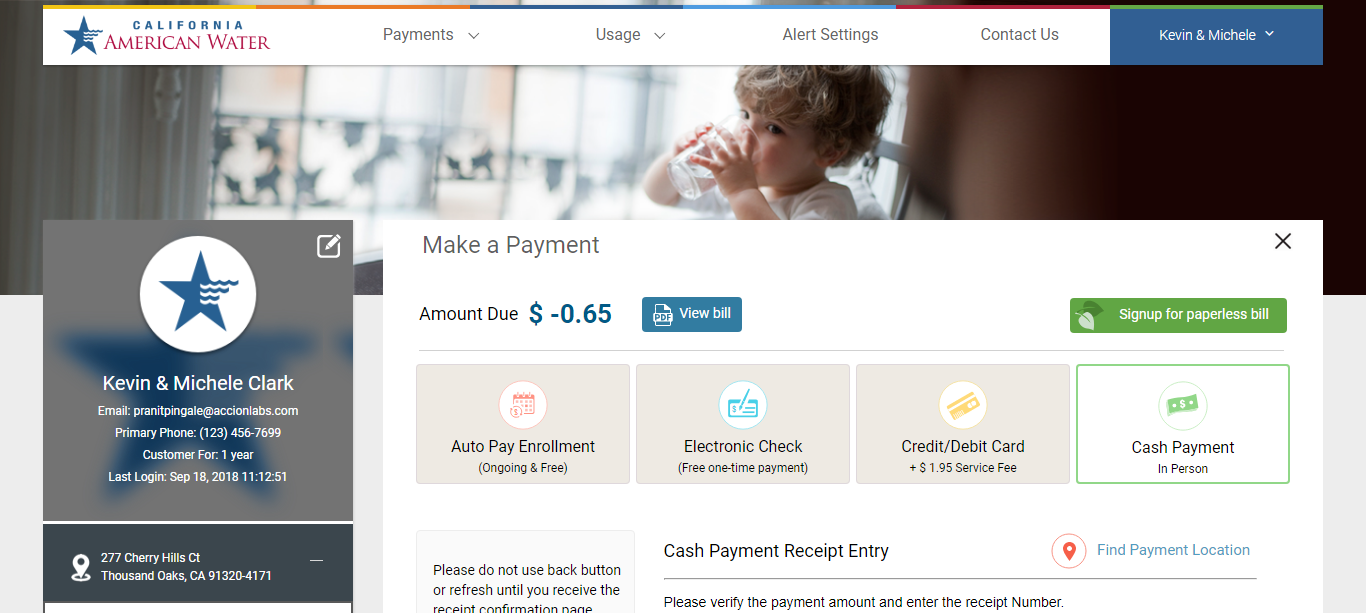 CALIFORNIA
AMERICAN WATER
Payments
Usage
Alert Settings
Contact Us
Kevin & Michele
Make a Payment
Amount Due $ -0.65
PDF View bill
Signup for paperless bill
Auto Pay Enrollment
(Ongoing & Free)
Electronic Check
(Free one-time payment)
Credit/Debit Card
+ $ 1.95 Service Fee
Cash Payment
In Person
Kevin & Michele Clark
Email: pranitpingale@accionlabs.com
Primary Phone: (123) 456-7699
Customer For: 1 year
Last Login: Sep 18, 2018 11:12:51
277 Cherry Hills Ct
Thousand Oaks, CA 91320-4171
Please do not use back button
or refresh until you receive the
receipt confirmation page
Cash Payment Receipt Entry
Find Payment Location
Please verify the payment amount and enter the receipt Number.